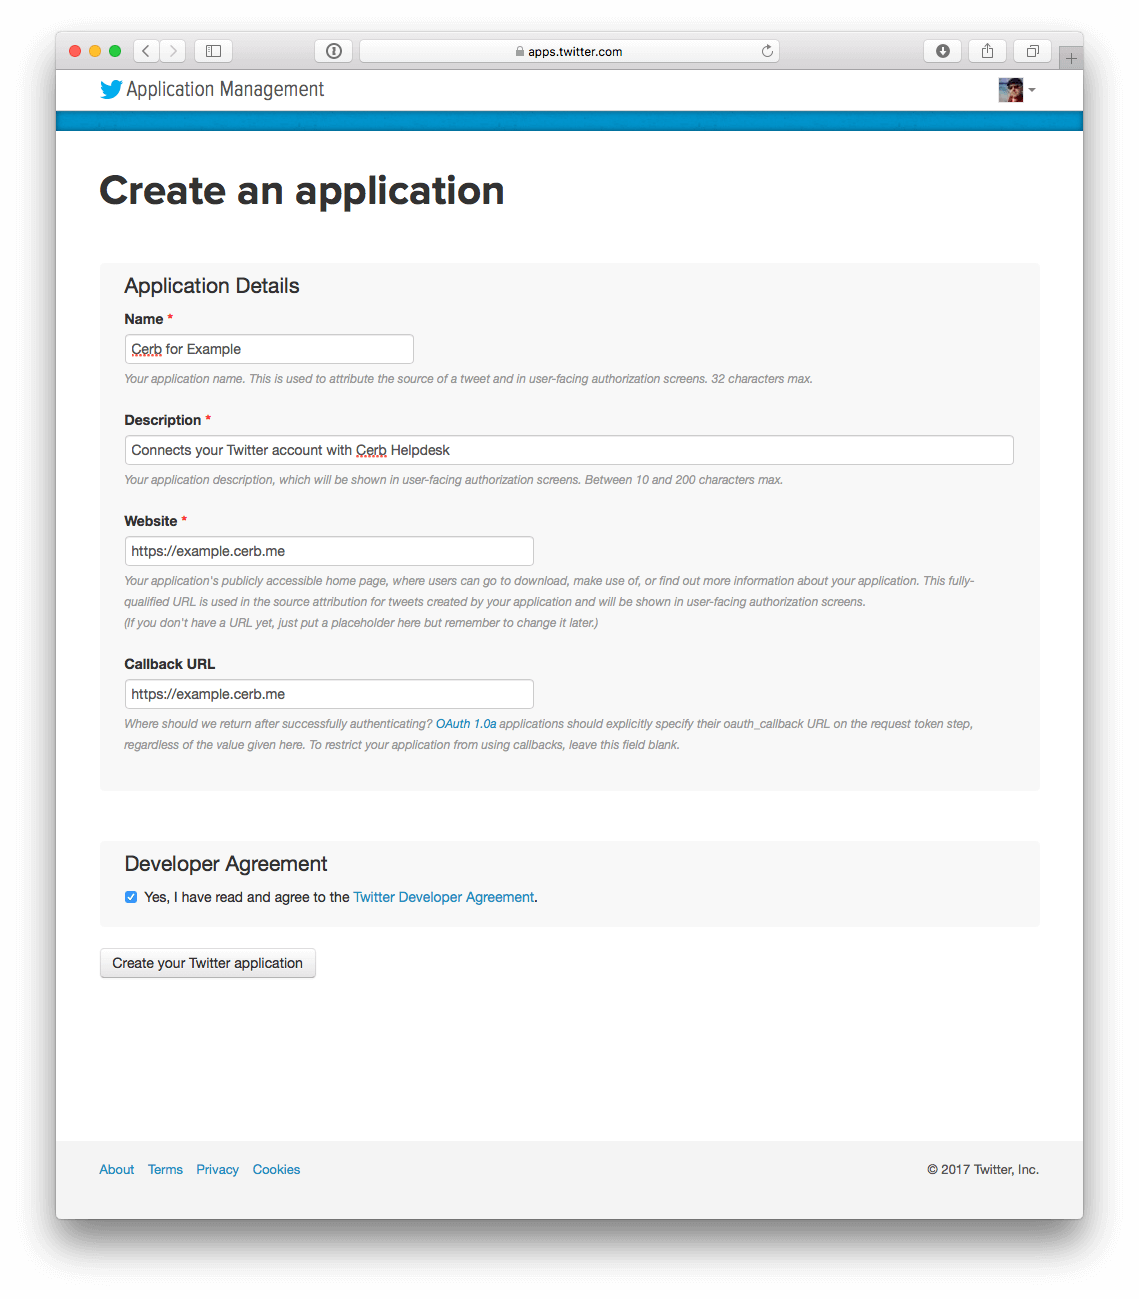 apps.twitter.com
Application Management
Create an application
Application Details
Name *
Cerb for Example
Your application name. This is used to attribute the source of a tweet and in user-facing authorization screens. 32 characters max.
Description *
Connects your Twitter account with Cerb Helpdesk
Your application description, which will be shown in user-facing authorization screens. Between 10 and 200 characters max.
Website *
https://example.cerb.me
Your application's publicly accessible home page, where users can go to download, make use of, or find out more information about your application. This fully-
qualified URL is used in the source attribution for tweets created by your application and will be shown in user-facing authorization screens.
(If you don't have a URL yet, just put a placeholder here but remember to change it later.)
Callback URL
https://example.cerb.me
Where should we return after successfully authenticating? OAuth 1.0a applications should explicitly specify their oauth_callback URL on the request token step,
regardless of the value given here. To restrict your application from using callbacks, leave this field blank.
Developer Agreement
Yes, I have read and agree to the Twitter Developer Agreement.
Create your Twitter application
About Terms Privacy Cookies © 2017 Twitter, Inc.